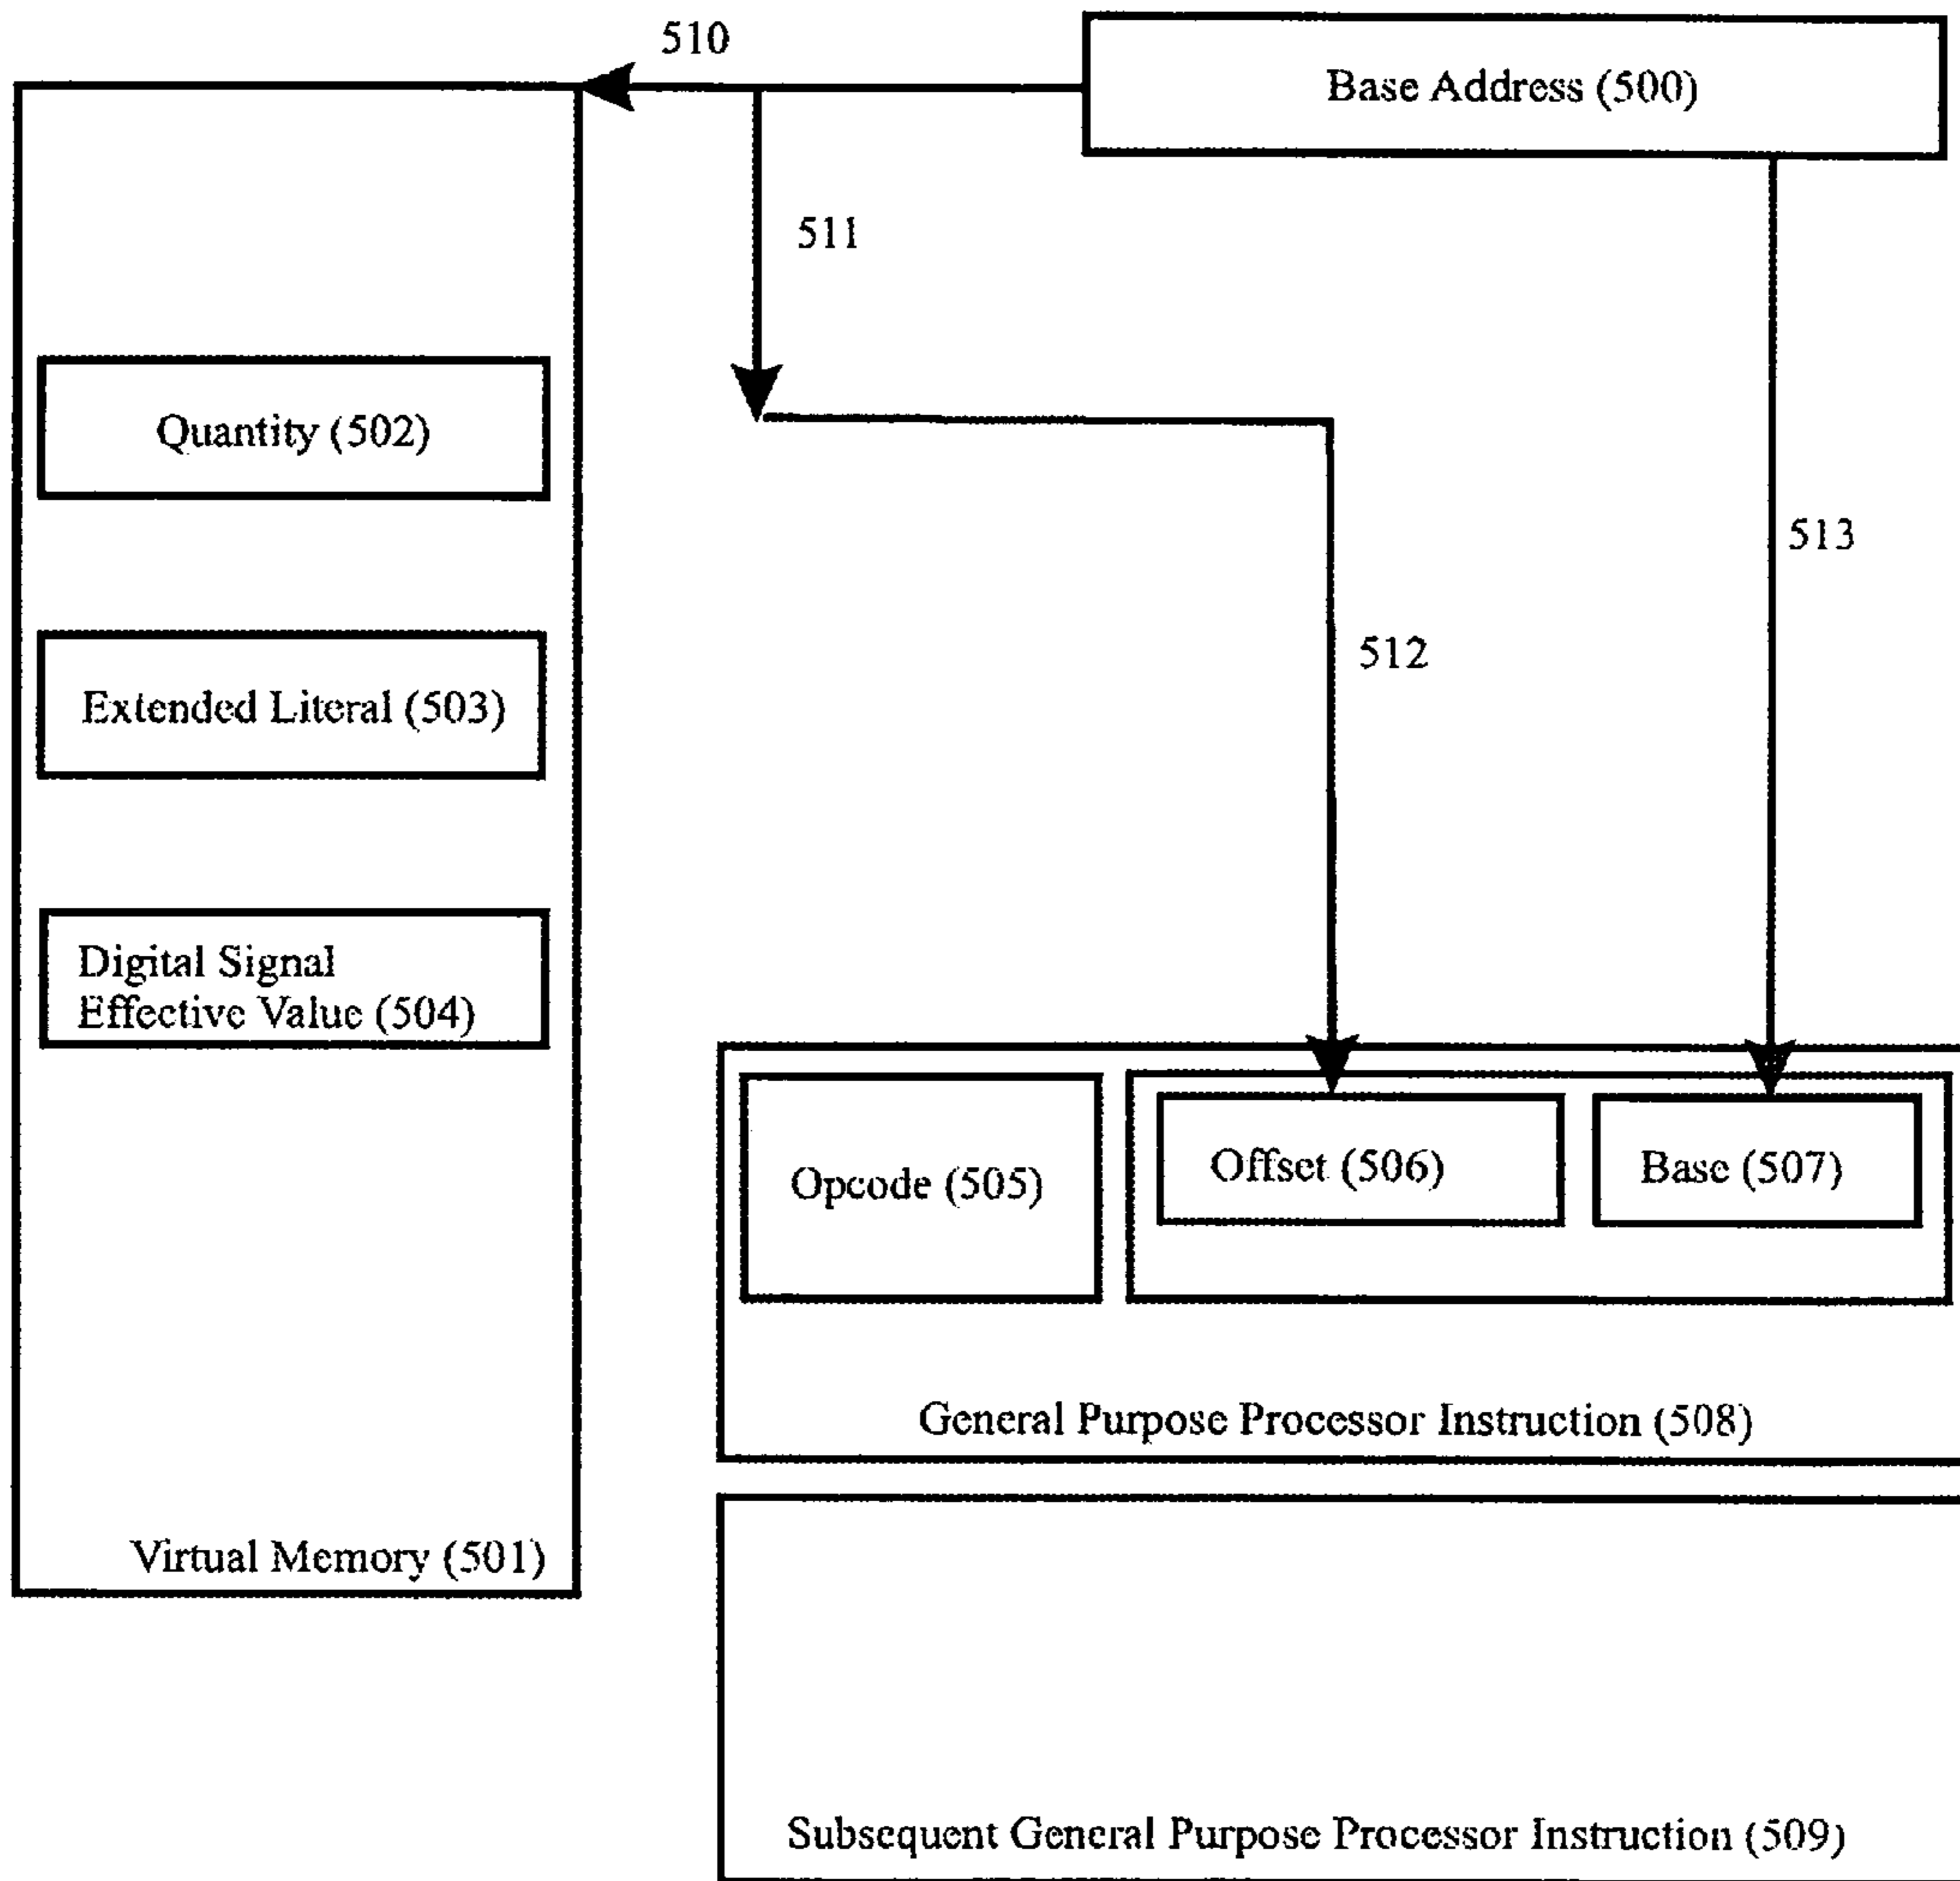 510
Base Address (500)
511
Quantity (502)
513
512
Extended Literal (503)
Digital Signal
Effective Value (504)
Opcode (505)
Offset (506)
Base (507)
General Purpose Processor Instruction (508)
Virtual Memory (501)
Subsequent General Purpose Processor Instruction (509)